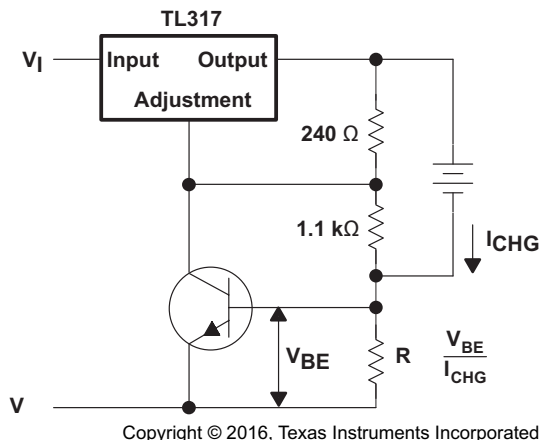 TL317
VI
Input Output
Adjustment
240 Ω
1.1 kΩ
ICHG
VBE
R
VBE
ICHG
V
Copyright © 2016, Texas Instruments Incorporated